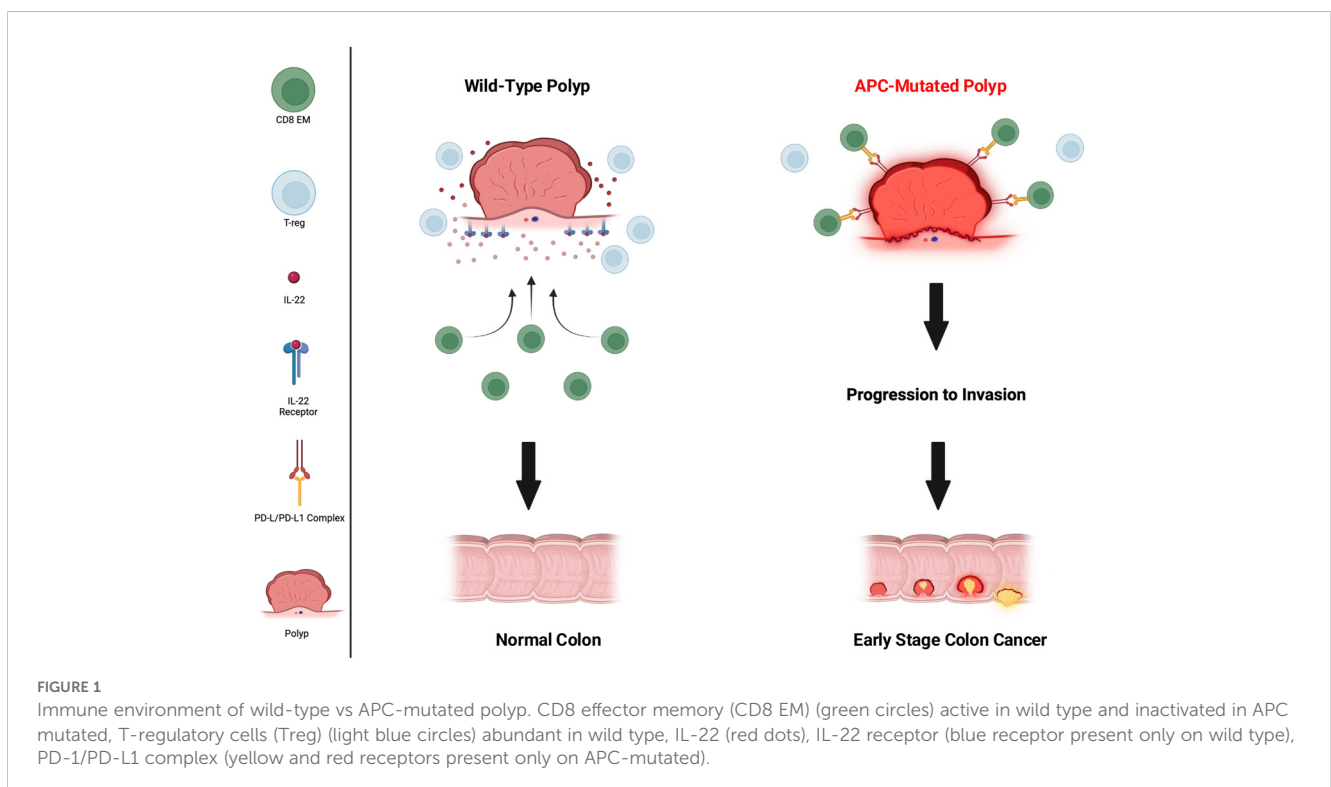 CD8 EM
T-reg
IL-22
IL-22
Receptor
PD-L/PD-L1 Complex
Polyp
Wild-Type Polyp
Normal Colon
APC-Mutated Polyp
Progression to Invasion
Early Stage Colon Cancer
FIGURE 1
Immune environment of wild-type vs APC-mutated polyp. CD8 effector memory (CD8 EM) (green circles) active in wild type and inactivated in APC
mutated, T-regulatory cells (Treg) (light blue circles) abundant in wild type, IL-22 (red dots), IL-22 receptor (blue receptor present only on wild type),
PD-1/PD-L1 complex (yellow and red receptors present only on APC-mutated).